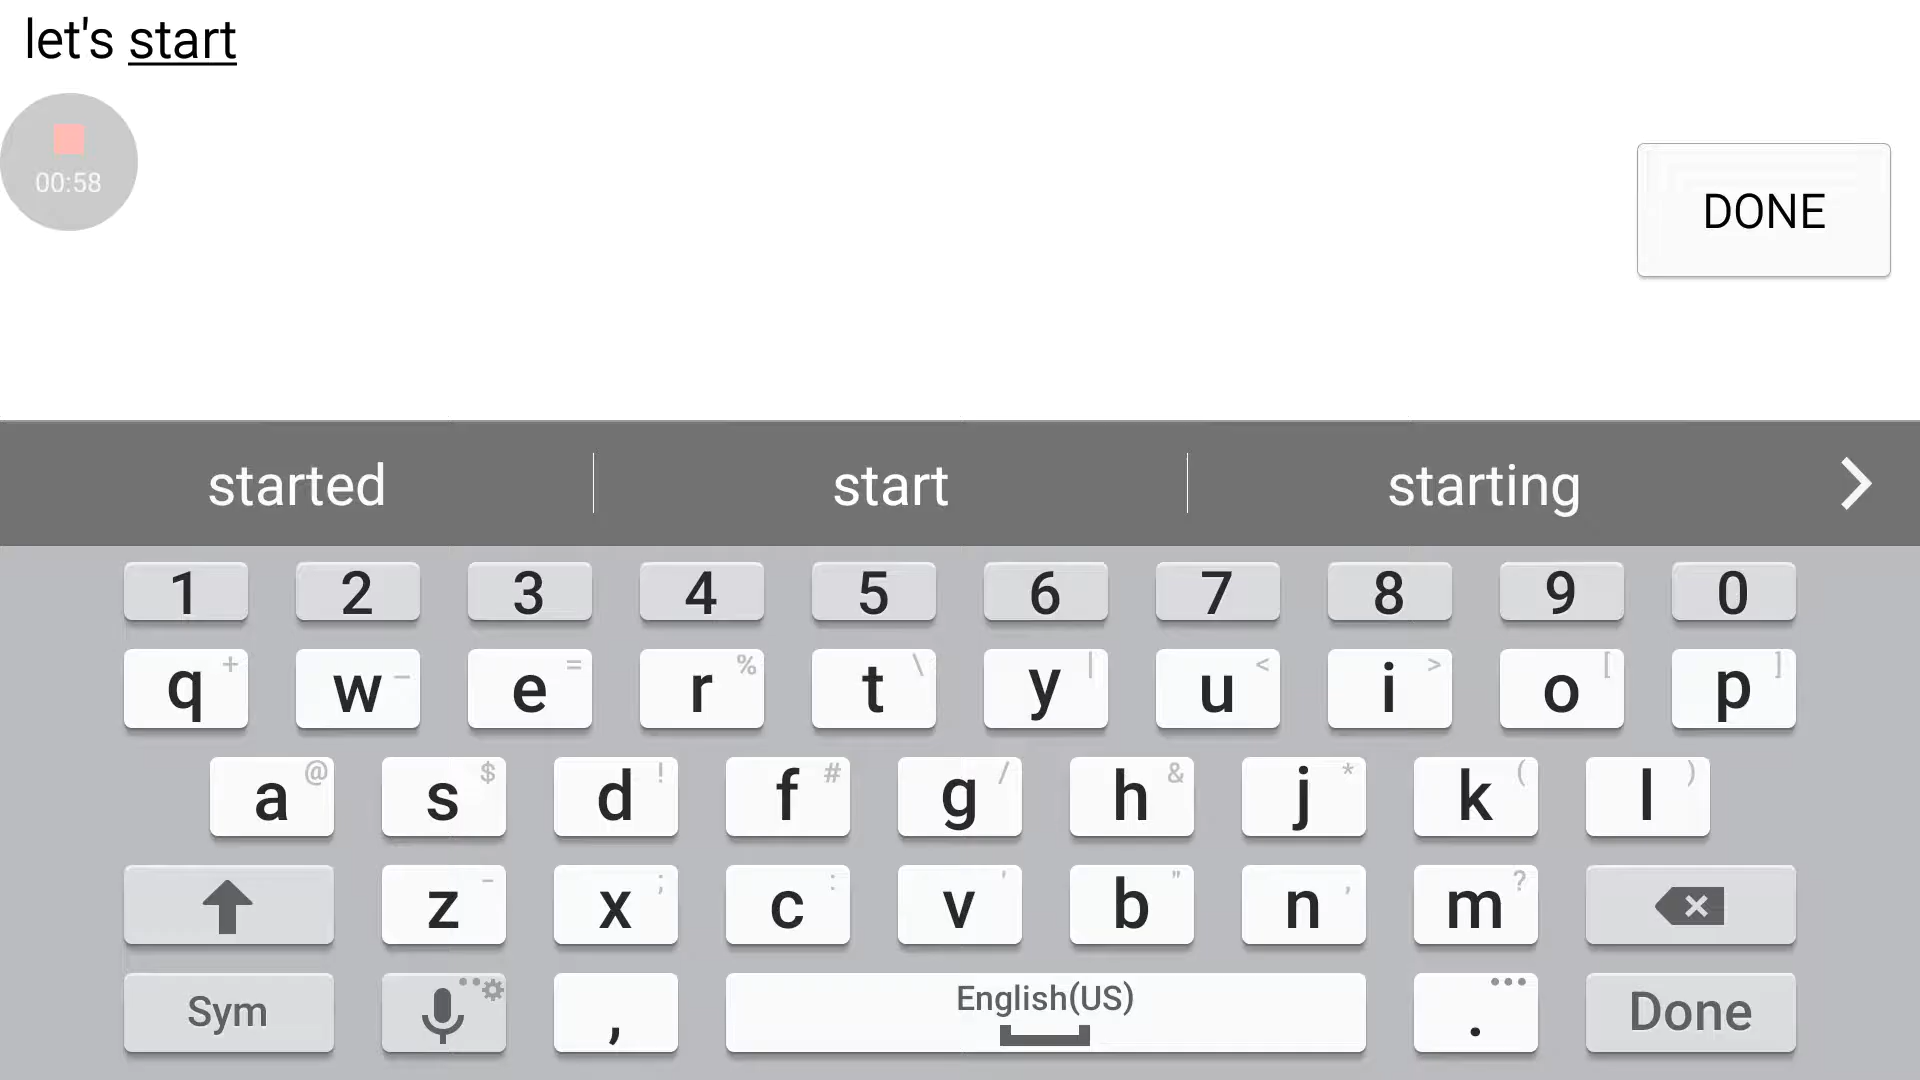 let's start
00:58
DONE
started start starting
1 2 3 4 5 6 7 8 9 0
q + w – e = r % t \ y | u < i > o [ p ]
a @ s $ d ! f # g / h & j * k ( l )
z - x ; c : v ' b " n , m ?
Sym , English(US) . Done